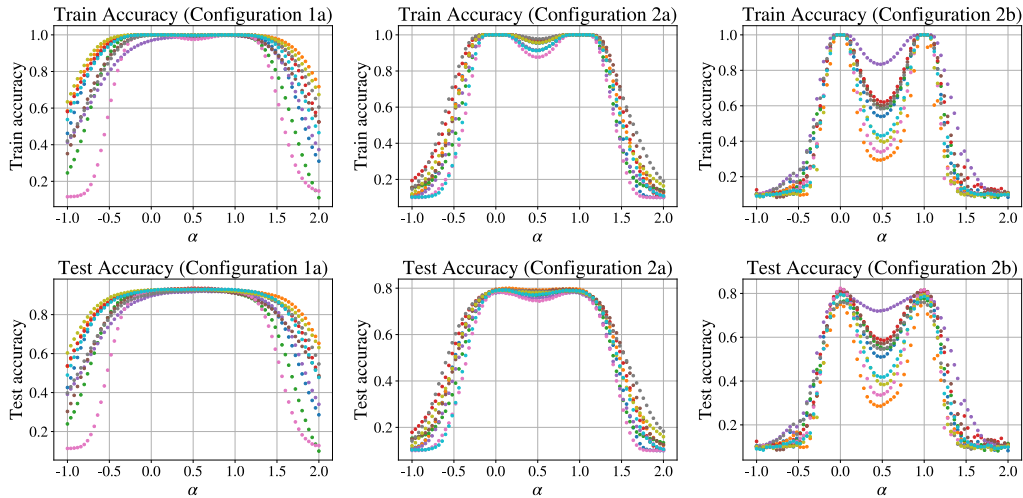 Train Accuracy (Configuration 1a)
Train Accuracy (Configuration 2a)
Train Accuracy (Configuration 2b)
Train accuracy
1.0
0.8
0.6
0.4
0.2
-1.0 -0.5 0.0 0.5 1.0 1.5 2.0
α
Train accuracy
1.0
0.8
0.6
0.4
0.2
-1.0 -0.5 0.0 0.5 1.0 1.5 2.0
α
Train accuracy
1.0
0.8
0.6
0.4
0.2
-1.0 -0.5 0.0 0.5 1.0 1.5 2.0
α
Test Accuracy (Configuration 1a)
Test Accuracy (Configuration 2a)
Test Accuracy (Configuration 2b)
Test accuracy
0.8
0.6
0.4
0.2
-1.0 -0.5 0.0 0.5 1.0 1.5 2.0
α
Test accuracy
0.8
0.6
0.4
0.2
-1.0 -0.5 0.0 0.5 1.0 1.5 2.0
α
Test accuracy
0.8
0.6
0.4
0.2
-1.0 -0.5 0.0 0.5 1.0 1.5 2.0
α